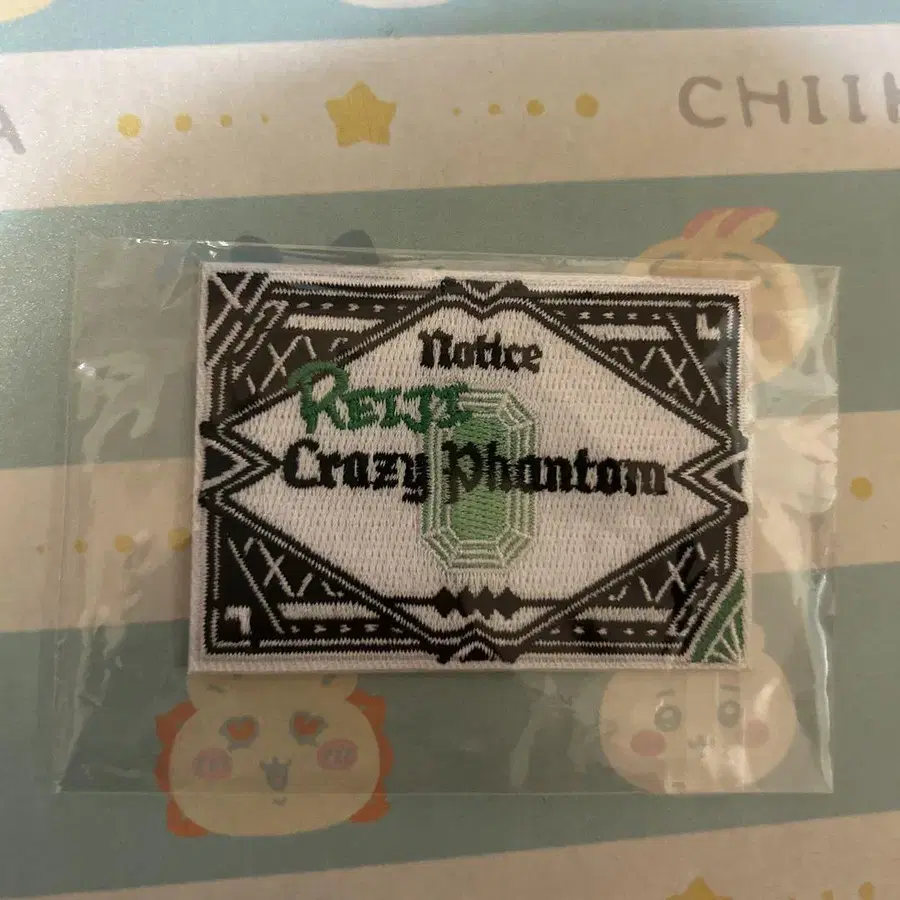 A
CHIIK
Notice
REIJI
Crazy Phantom